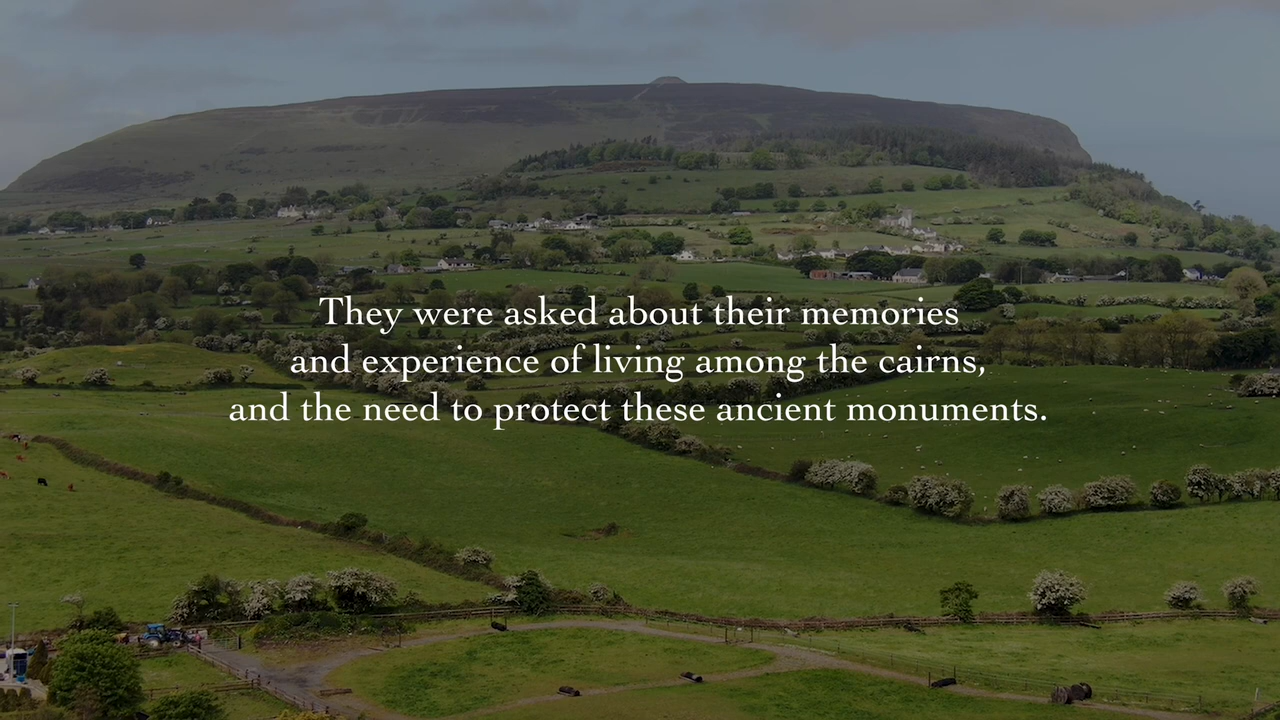 They were asked about their memories
and experience of living among the cairns,
and the need to protect these ancient monuments.